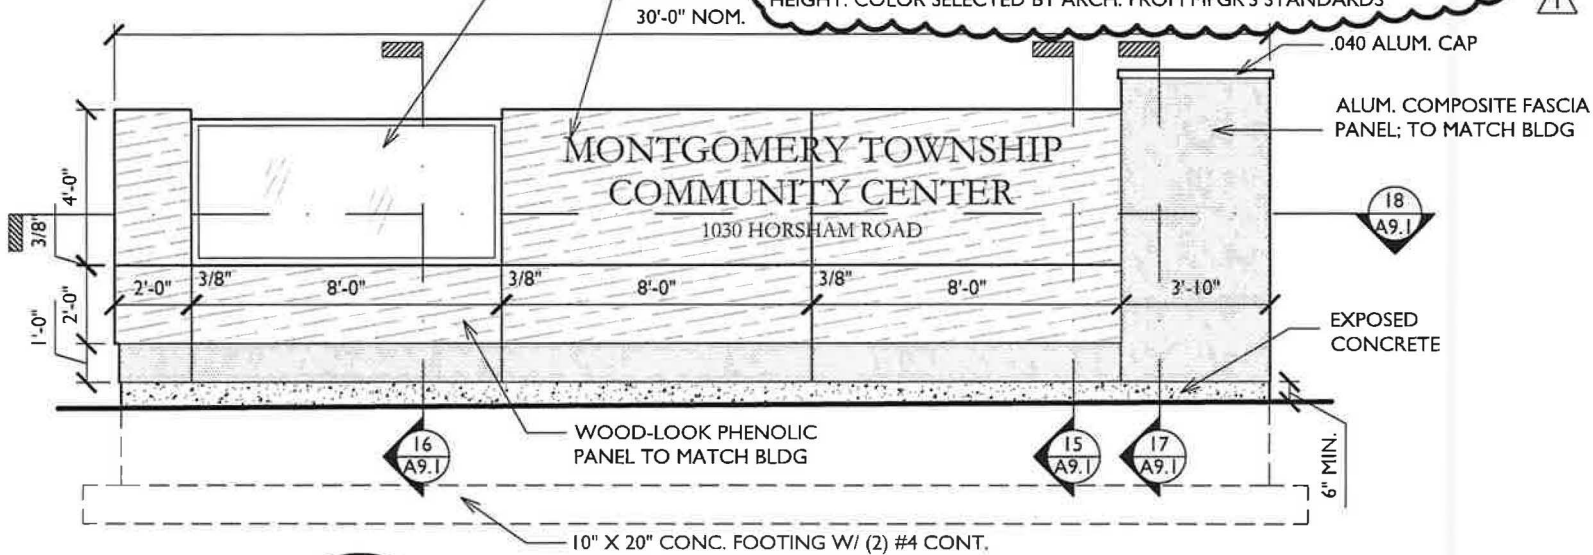 HEIGHT. COLOR SELECTED BY ARCH. FROM MFGR'S STANDARDS
1
30'-0" NOM.
.040 ALUM. CAP
ALUM. COMPOSITE FASCIA
PANEL; TO MATCH BLDG
MONTGOMERY TOWNSHIP
COMMUNITY CENTER
1030 HORSHAM ROAD
4'-0"
3/8"
18
A9.1
2'-0"
3/8"
8'-0"
3/8"
8'-0"
3/8"
8'-0"
3'-10"
2'-0"
1'-0"
EXPOSED
CONCRETE
WOOD-LOOK PHENOLIC
PANEL TO MATCH BLDG
16
A9.1
15
A9.1
17
A9.1
6" MIN.
10" X 20" CONC. FOOTING W/ (2) #4 CONT.